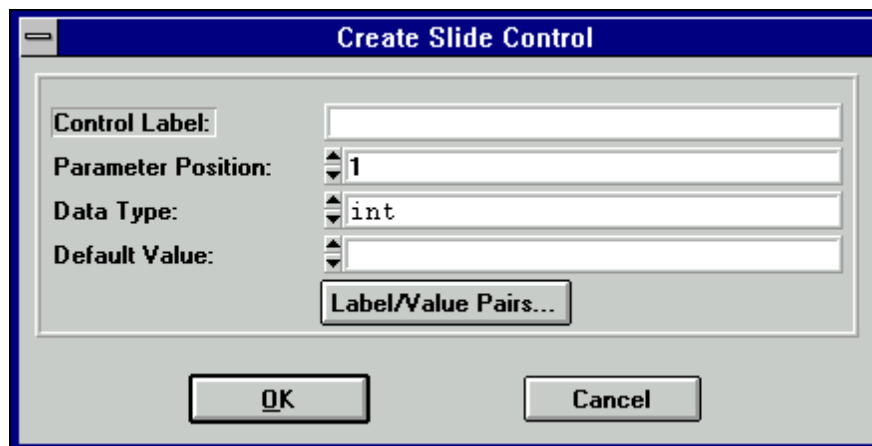 Create Slide Control
Control Label:
Parameter Position: 1
Data Type: int
Default Value:
Label/Value Pairs...
OK Cancel